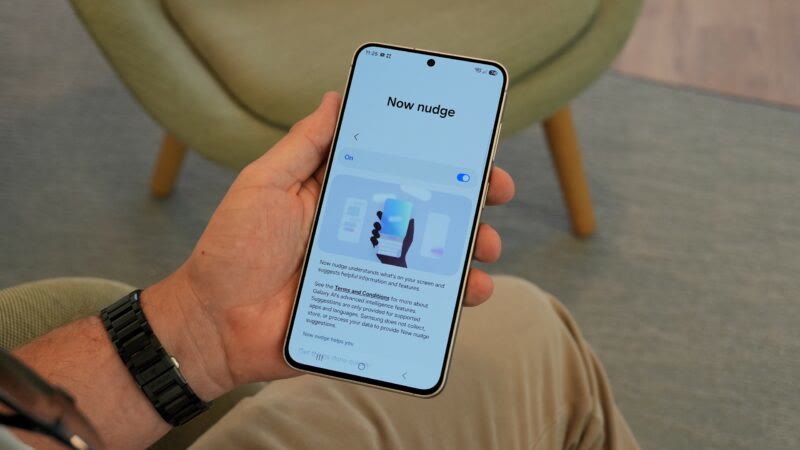 11:25
Now nudge
On
Now nudge understands what's on your screen and
suggests helpful information and features.
See the Terms and Conditions for more about
Galaxy AI's advanced intelligence features.
Suggestions are only provided for supported
apps and languages. Samsung does not collect,
store, or process your data to provide Now nudge
suggestions.
Now nudge helps you